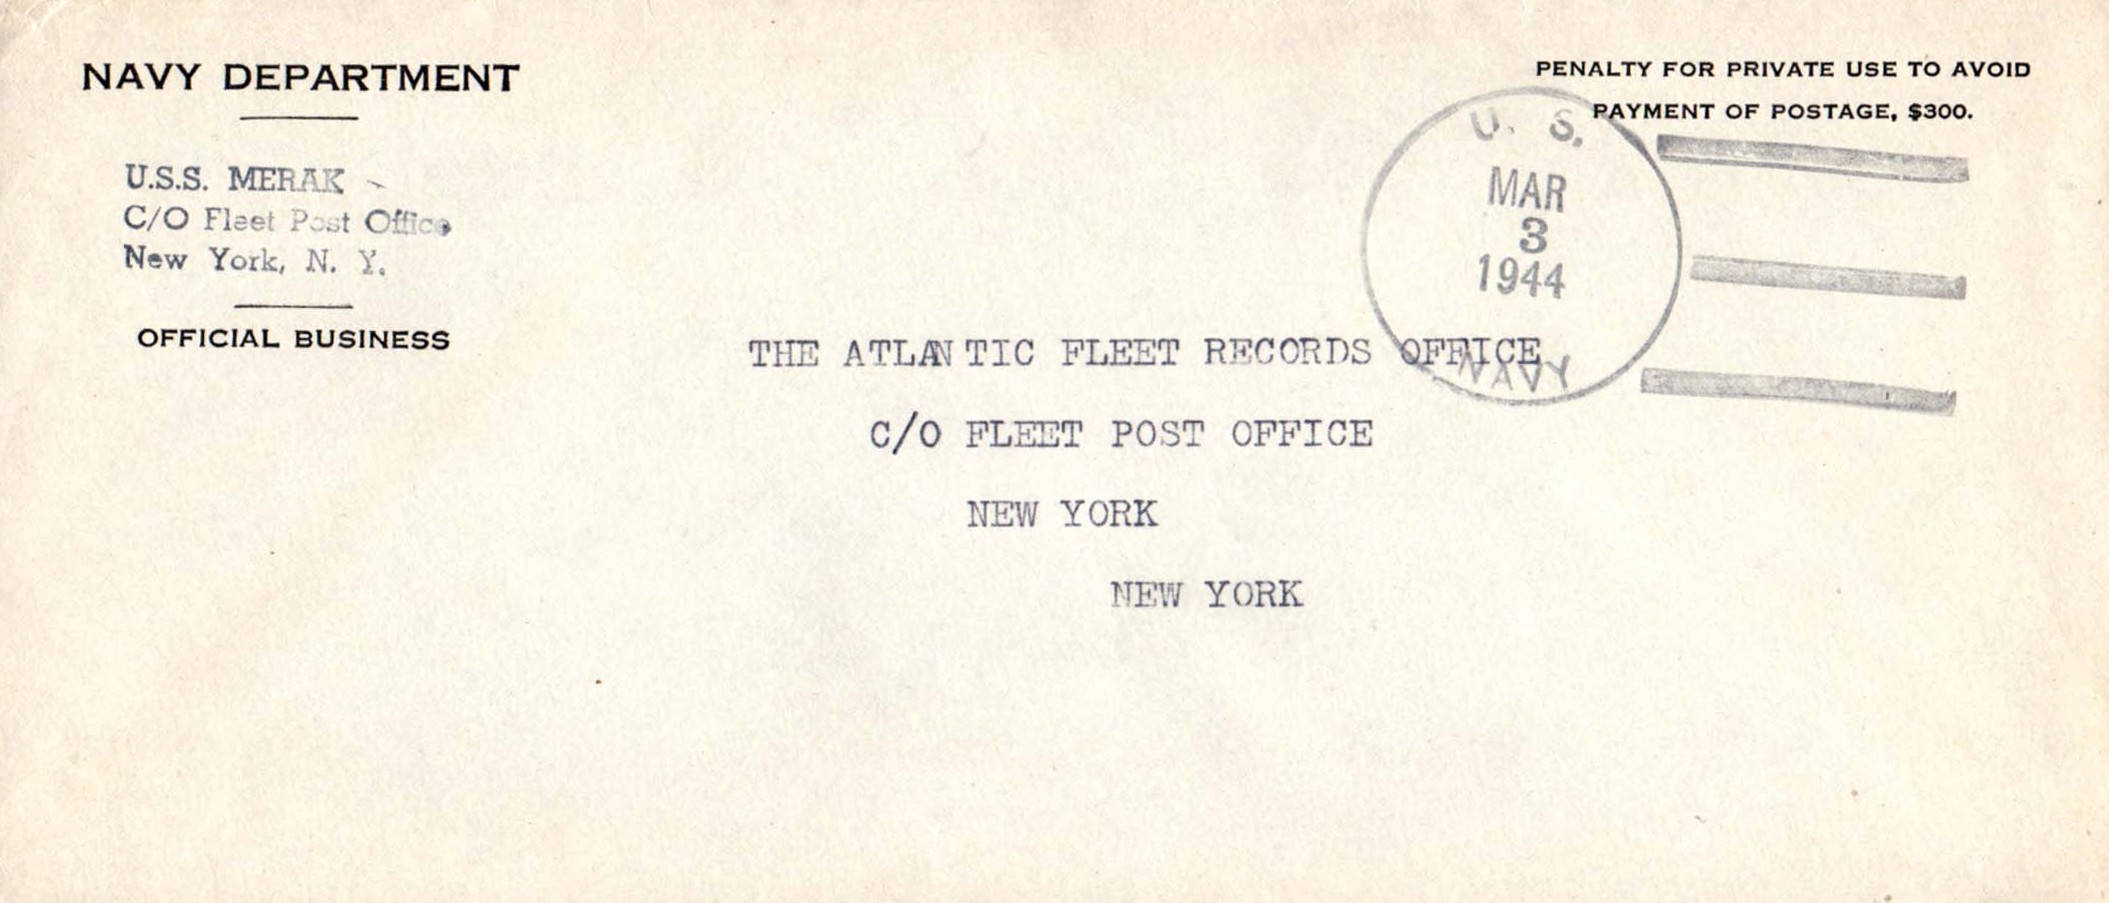 NAVY DEPARTMENT
U.S.S. MERAK
C/O Fleet Post Office
New York, N. Y.
OFFICIAL BUSINESS
PENALTY FOR PRIVATE USE TO AVOID
PAYMENT OF POSTAGE, $300.
U. S.
MAR
3
1944
NAVY
THE ATLANTIC FLEET RECORDS OFFICE
C/O FLEET POST OFFICE
NEW YORK
NEW YORK